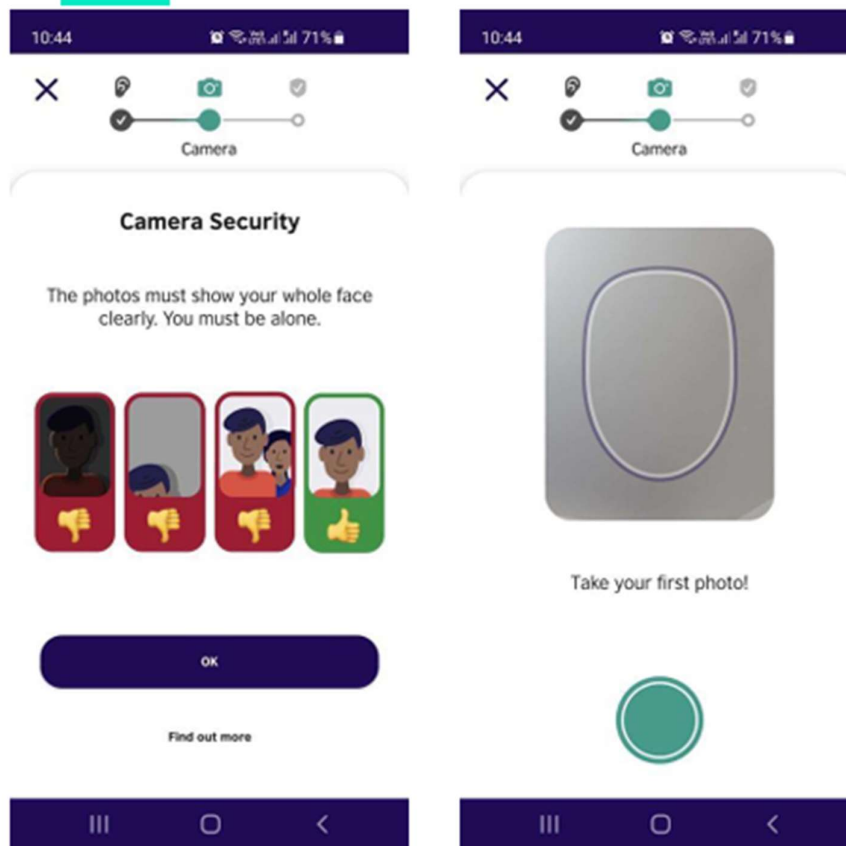 10:44
71%
Camera
Camera Security
The photos must show your whole face
clearly. You must be alone.
OK
Find out more
10:44
71%
Camera
Take your first photo!